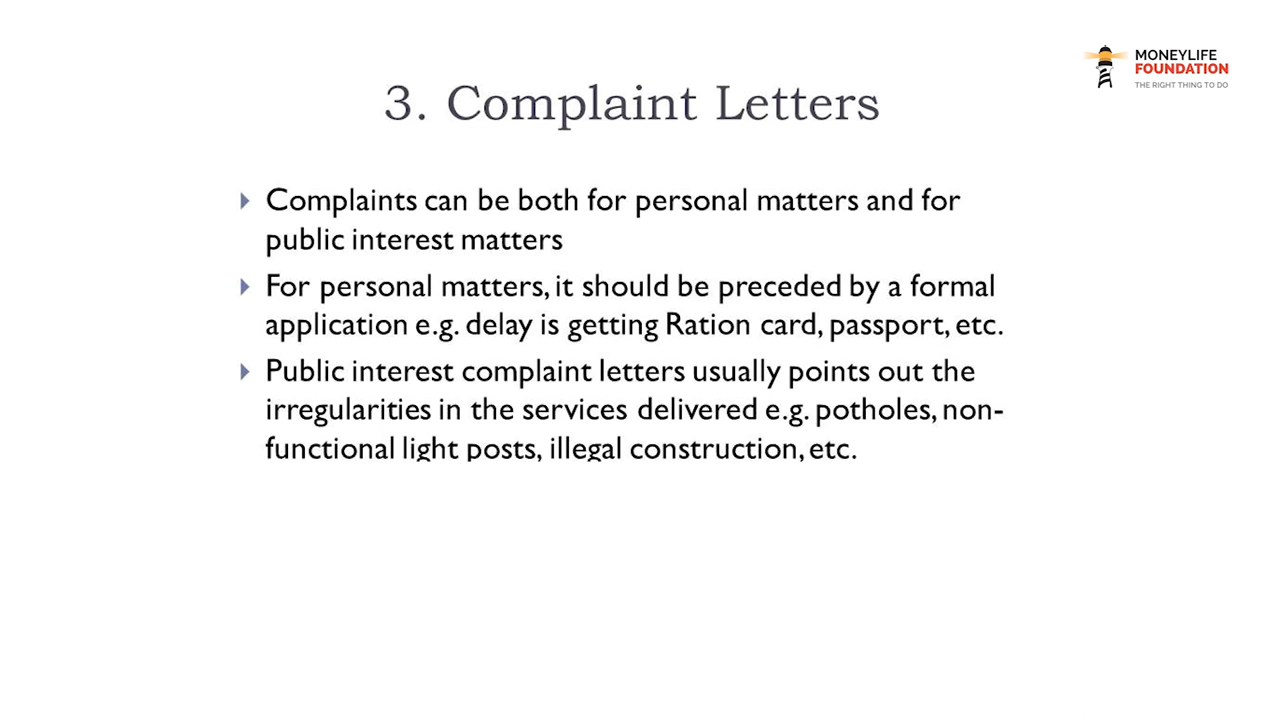 MONEYLIFE
FOUNDATION
THE RIGHT THING TO DO
3. Complaint Letters
Complaints can be both for personal matters and for
public interest matters
For personal matters, it should be preceded by a formal
application e.g. delay is getting Ration card, passport, etc.
Public interest complaint letters usually points out the
irregularities in the services delivered e.g. potholes, non-
functional light posts, illegal construction, etc.